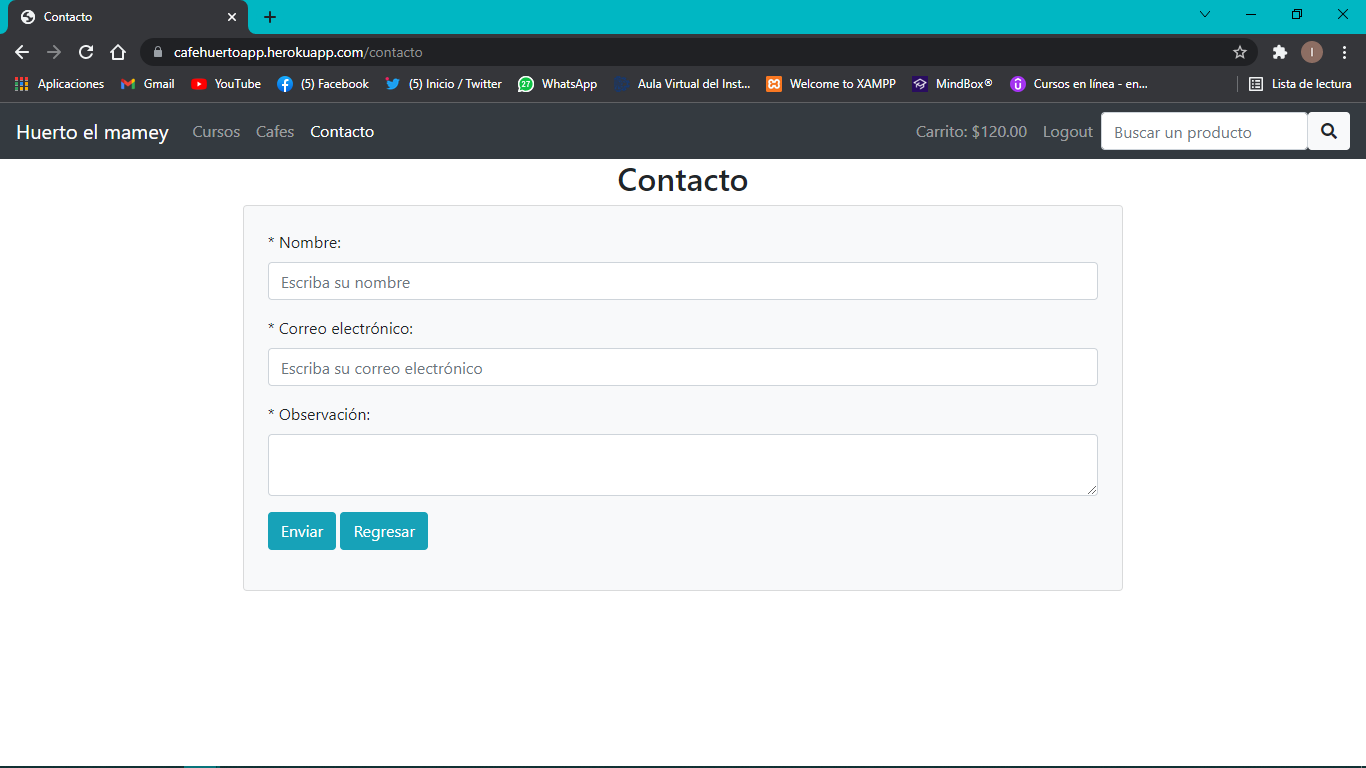 Contacto
cafehuertoapp.herokuapp.com/contacto
I
Aplicaciones Gmail YouTube (5) Facebook (5) Inicio / Twitter 27 WhatsApp Aula Virtual del Inst... Welcome to XAMPP MindBox® Cursos en línea - en... Lista de lectura
Huerto el mamey Cursos Cafes Contacto Carrito: $120.00 Logout Buscar un producto
Contacto
* Nombre:
Escriba su nombre
* Correo electrónico:
Escriba su correo electrónico
* Observación:
Enviar Regresar